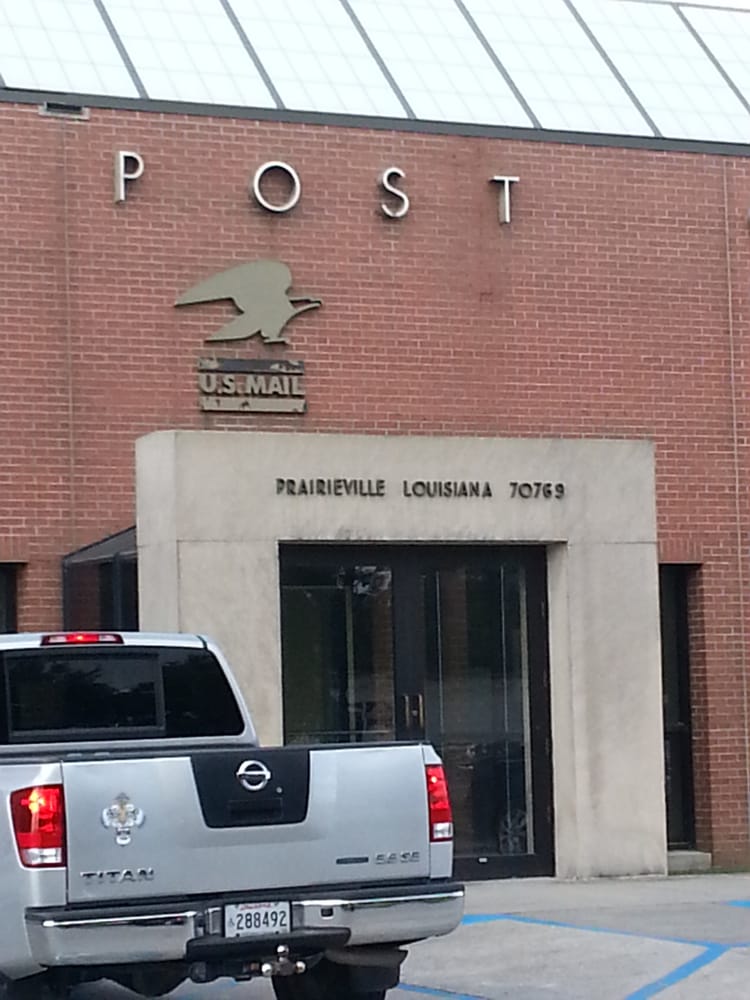 POST
U.S.MAIL
PRAIRIEVILLE LOUISIANA 70769
TITAN
288492